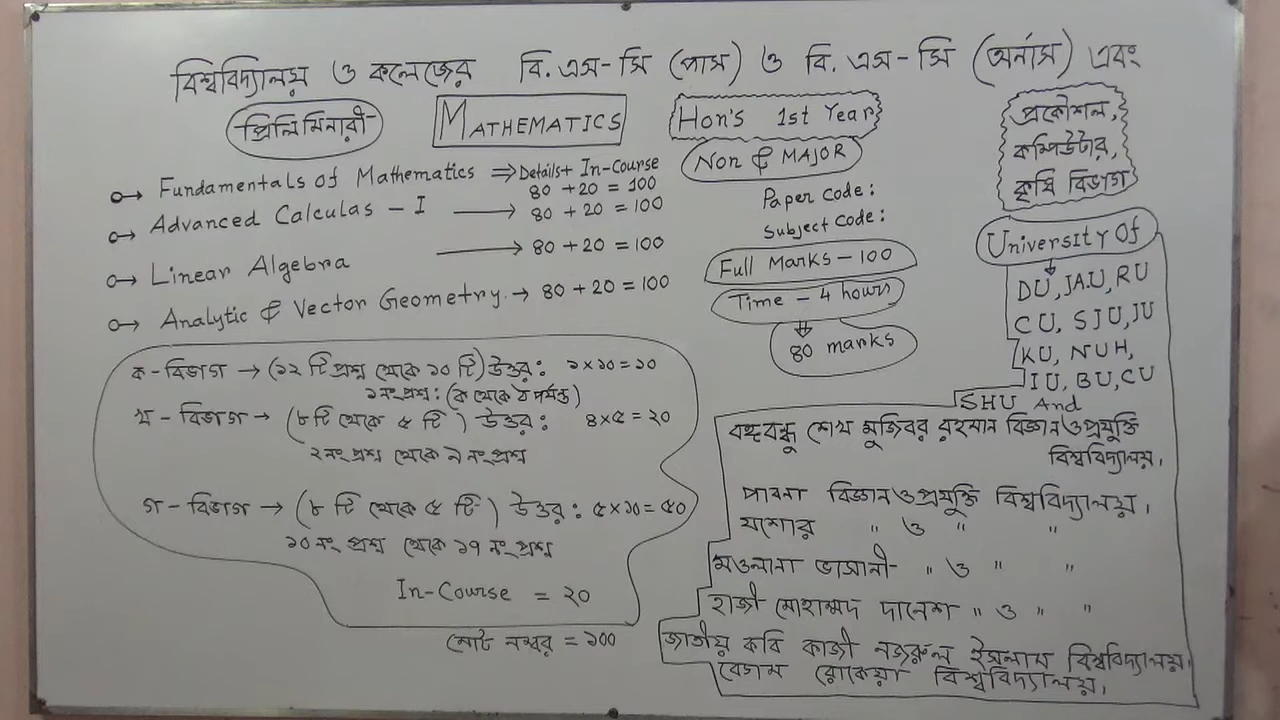 বিশ্ববিদ্যালয় ও কলেজের বি. এস-সি (পাস) ও বি. এস-সি (অর্নাস) এবং
প্রিলিমিনারী
MATHEMATICS
Hon's 1st Year
Non & MAJOR
প্রকৌশল,
কম্পিউটার,
কৃষি বিভাগ
Fundamentals of Mathematics ⇒ Details+ In-Course
80 + 20 = 100
Advanced Calculas - I → 80 + 20 = 100
Linear Algebra → 80 + 20 = 100
Analytic & Vector Geometry. → 80 + 20 = 100
Paper Code:
Subject Code:
Full Marks - 100
Time - 4 hours
80 marks
University Of
DU, JA.U, RU
CU, SJU, JU
KU, NUH,
IU, BU, CU
SHU And
বঙ্গবন্ধু শেখ মুজিবর রহমান বিজ্ঞান ও প্রযুক্তি
বিশ্ববিদ্যালয়,
পাবনা বিজ্ঞান ও প্রযুক্তি বিশ্ববিদ্যালয়,
যশোর " ও " "
মওলানা ভাসানী " ও " "
হাজী মোহাম্মদ দানেশ " ও " "
জাতীয় কবি কাজী নজরুল ইসলাম বিশ্ববিদ্যালয়,
বেগম রোকেয়া বিশ্ববিদ্যালয়,
ক - বিভাগ → (১২ টি প্রশ্ন থেকে ১০ টি) উত্তর: ১×১০=১০
১নং প্রশ্ন: (ক থেকে ঠ পর্যন্ত)
খ - বিভাগ → (৮টি থেকে ৫ টি) উত্তর: ৪×৫=২০
২নং প্রশ্ন থেকে ৯ নং প্রশ্ন
গ - বিভাগ → (৮ টি থেকে ৫ টি) উত্তর: ৫×১০=৫০
১০ নং প্রশ্ন থেকে ১৭ নং প্রশ্ন
In-Course = ২০
মোট নম্বর = ১০০